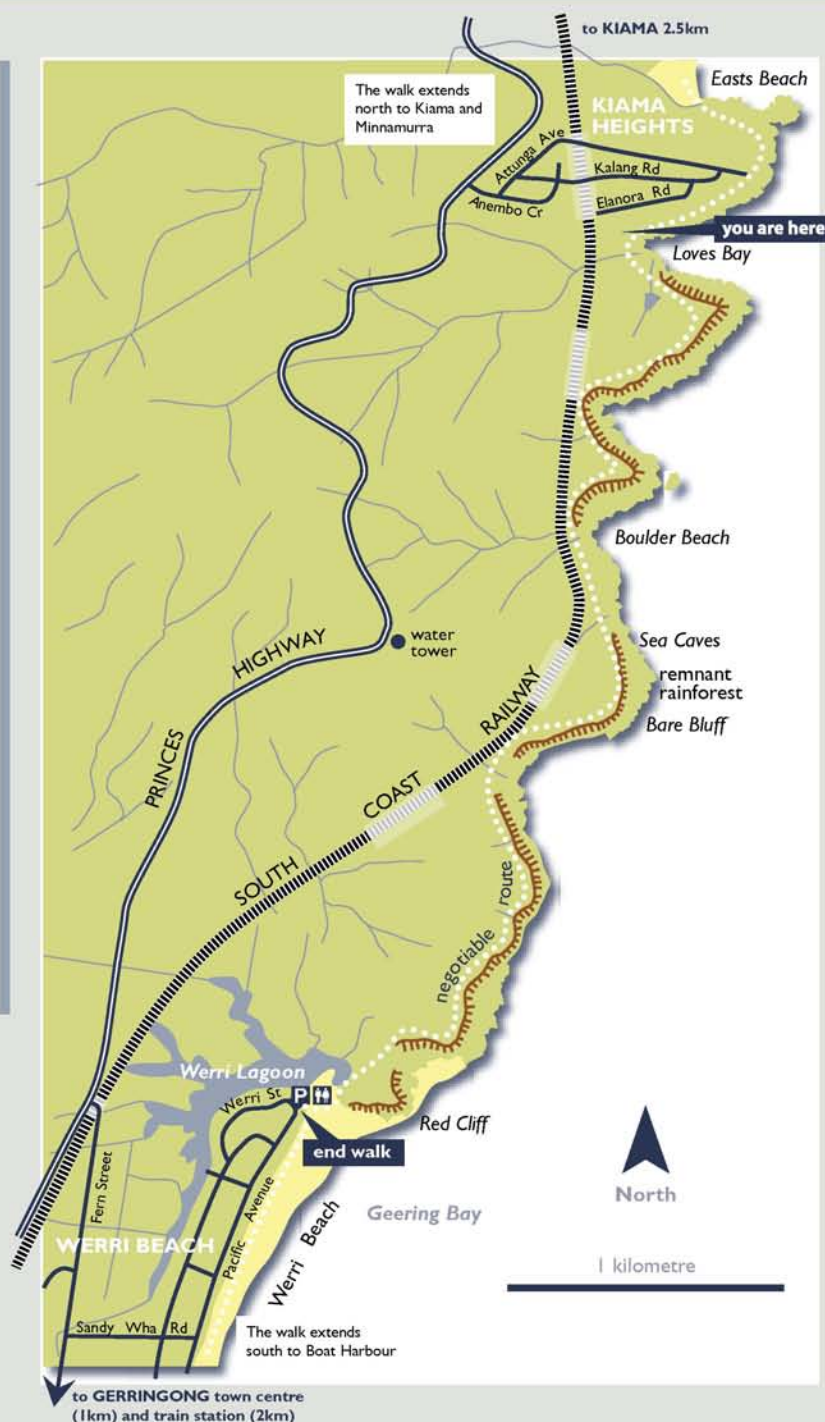 to KIAMA 2.5km
Easts Beach
The walk extends
north to Kiama and
Minnamurra
KIAMA
HEIGHTS
Attunga Ave
Kalang Rd
Elanora Rd
Anembo Cr
you are here
Loves Bay
Boulder Beach
water
tower
Sea Caves
remnant
rainforest
Bare Bluff
PRINCES HIGHWAY
SOUTH COAST RAILWAY
negotiable route
Werri Lagoon
Werri St
P
Red Cliff
end walk
Fern Street
Pacific Avenue
Werri Beach
Geering Bay
North
1 kilometre
WERRI BEACH
Sandy Wha Rd
The walk extends
south to Boat Harbour
to GERRINGONG town centre
(1km) and train station (2km)